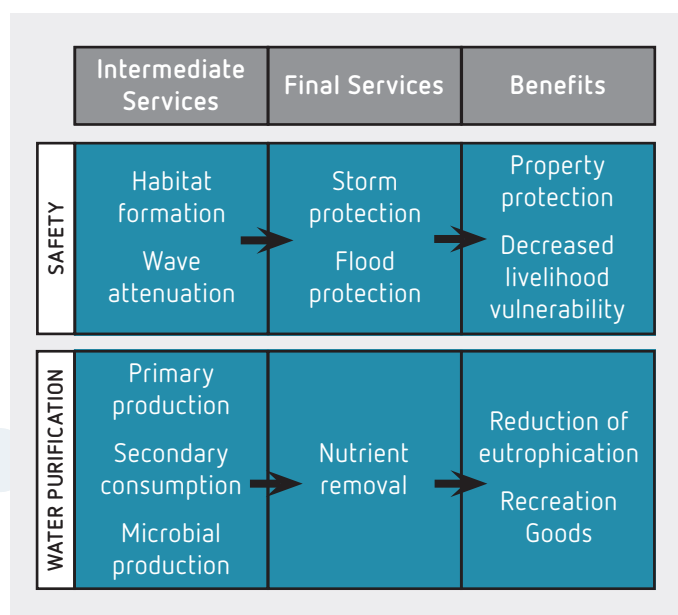 Intermediate
Services
Final Services
Benefits
SAFETY
Habitat
formation
Wave
attenuation
Storm
protection
Flood
protection
Property
protection
Decreased
livelihood
vulnerability
WATER PURIFICATION
Primary
production
Secondary
consumption
Microbial
production
Nutrient
removal
Reduction of
eutrophication
Recreation
Goods